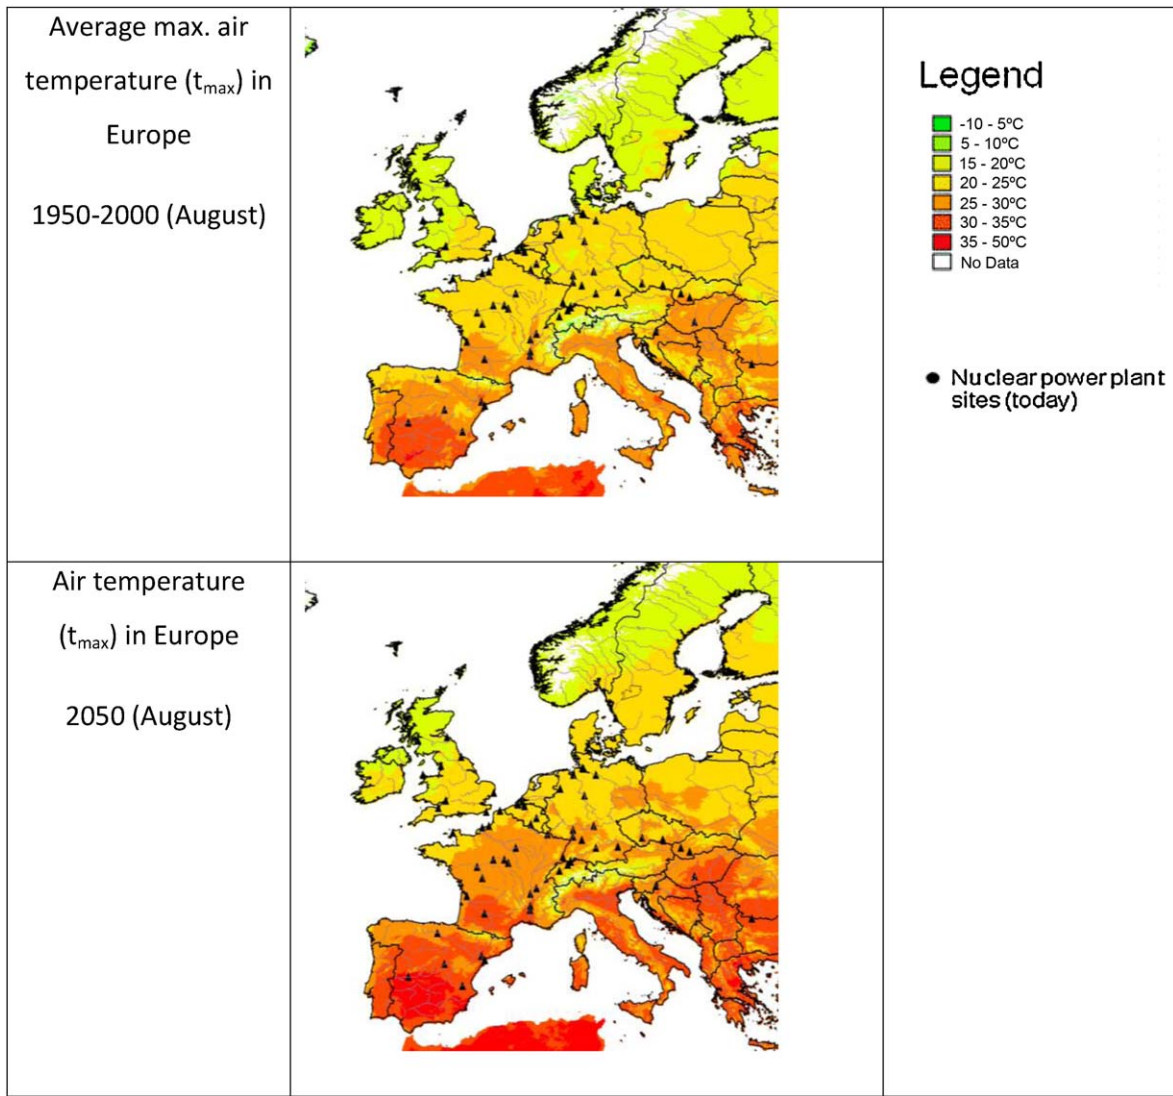 Average max. air
temperature (tmax) in
Europe
1950-2000 (August)
Legend
-10 - 5ºC
5 - 10ºC
15 - 20ºC
20 - 25ºC
25 - 30ºC
30 - 35ºC
35 - 50ºC
No Data
Nuclear power plant
sites (today)
Air temperature
(tmax) in Europe
2050 (August)